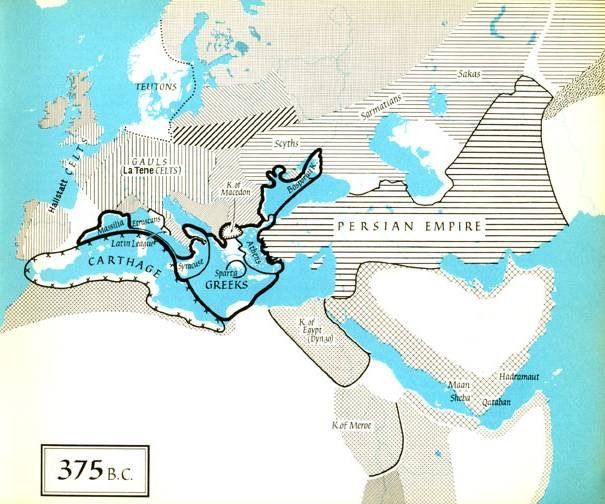 TEUTONS
Sakas
Sarmatians
Scyths
GAULS
(La Tene CELTS)
Hallstatt CELTS
K. of
Macedon
Bosporus K.
Massilia
Etruscans
Latin League
CARTHAGE
Syracuse
Athens
Sparta
GREEKS
PERSIAN EMPIRE
K. of
Egypt
(Dyn 30)
Maan
Sheba
Hadramaut
Qataban
K. of Meroe
375 B.C.